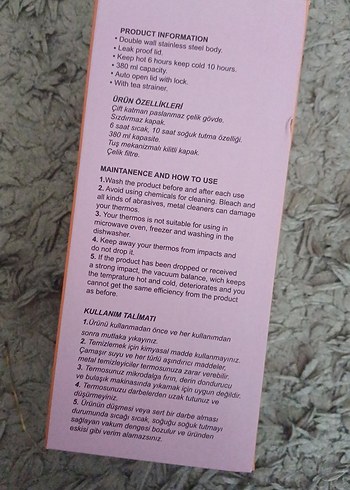 PRODUCT INFORMATION
• Double wall stainless steel body.
• Leak proof lid.
• Keep hot 6 hours keep cold 10 hours.
• 380 ml capacity.
• Auto open lid with lock.
• With tea strainer.
ÜRÜN ÖZELLİKLERİ
Çift katman paslanmaz çelik gövde.
Sızdırmaz kapak.
6 saat sıcak, 10 saat soğuk tutma özelliği.
380 ml kapasite.
Tuş mekanizmalı kilitli kapak.
Çelik filtre.
MAINTANENCE AND HOW TO USE
1.Wash the product before and after each use
2. Avoid using chemicals for cleaning. Bleach and
all kinds of abrasives, metal cleaners can damage
your thermos.
3. Your thermos is not suitable for using in
microwave oven, freezer and washing in the
dishwasher.
4. Keep away your thermos from impacts and
do not drop it.
5. If the product has been dropped or received
a strong impact, the vacuum balance, wich keeps
the temprature hot and cold, deteriorates and you
cannot get the same efficiency from the product
as before.
KULLANIM TALİMATI
1.Ürünü kullanmadan önce ve her kullanımdan
sonra mutlaka yıkayınız.
2. Temizlemek için kimyasal madde kullanmayınız.
Çamaşır suyu ve her türlü aşındırıcı maddeler,
metal temizleyiciler termosunuza zarar verebilir.
3. Termosunuz mikrodalga fırın, derin dondurucu
ve bulaşık makinasında yıkamak için uygun değildir.
4. Termosunuzu darbelerden uzak tutunuz ve
düşürmeyiniz.
5. Ürünün düşmesi veya sert bir darbe alması
durumunda sıcağı sıcak, soğuğu soğuk tutmayı
sağlayan vakum dengesi bozulur ve üründen
eskisi gibi verim alamazsınız.